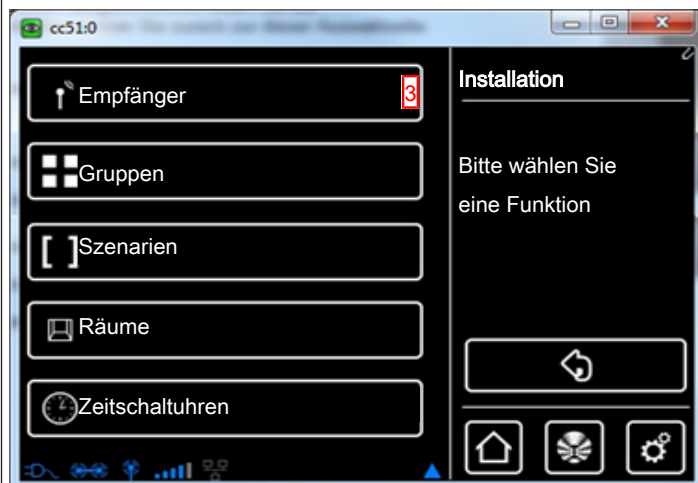 cc51:0
Empfänger 3
Gruppen
[ ]Szenarien
Räume
Zeitschaltuhren
Installation
Bitte wählen Sie
eine Funktion